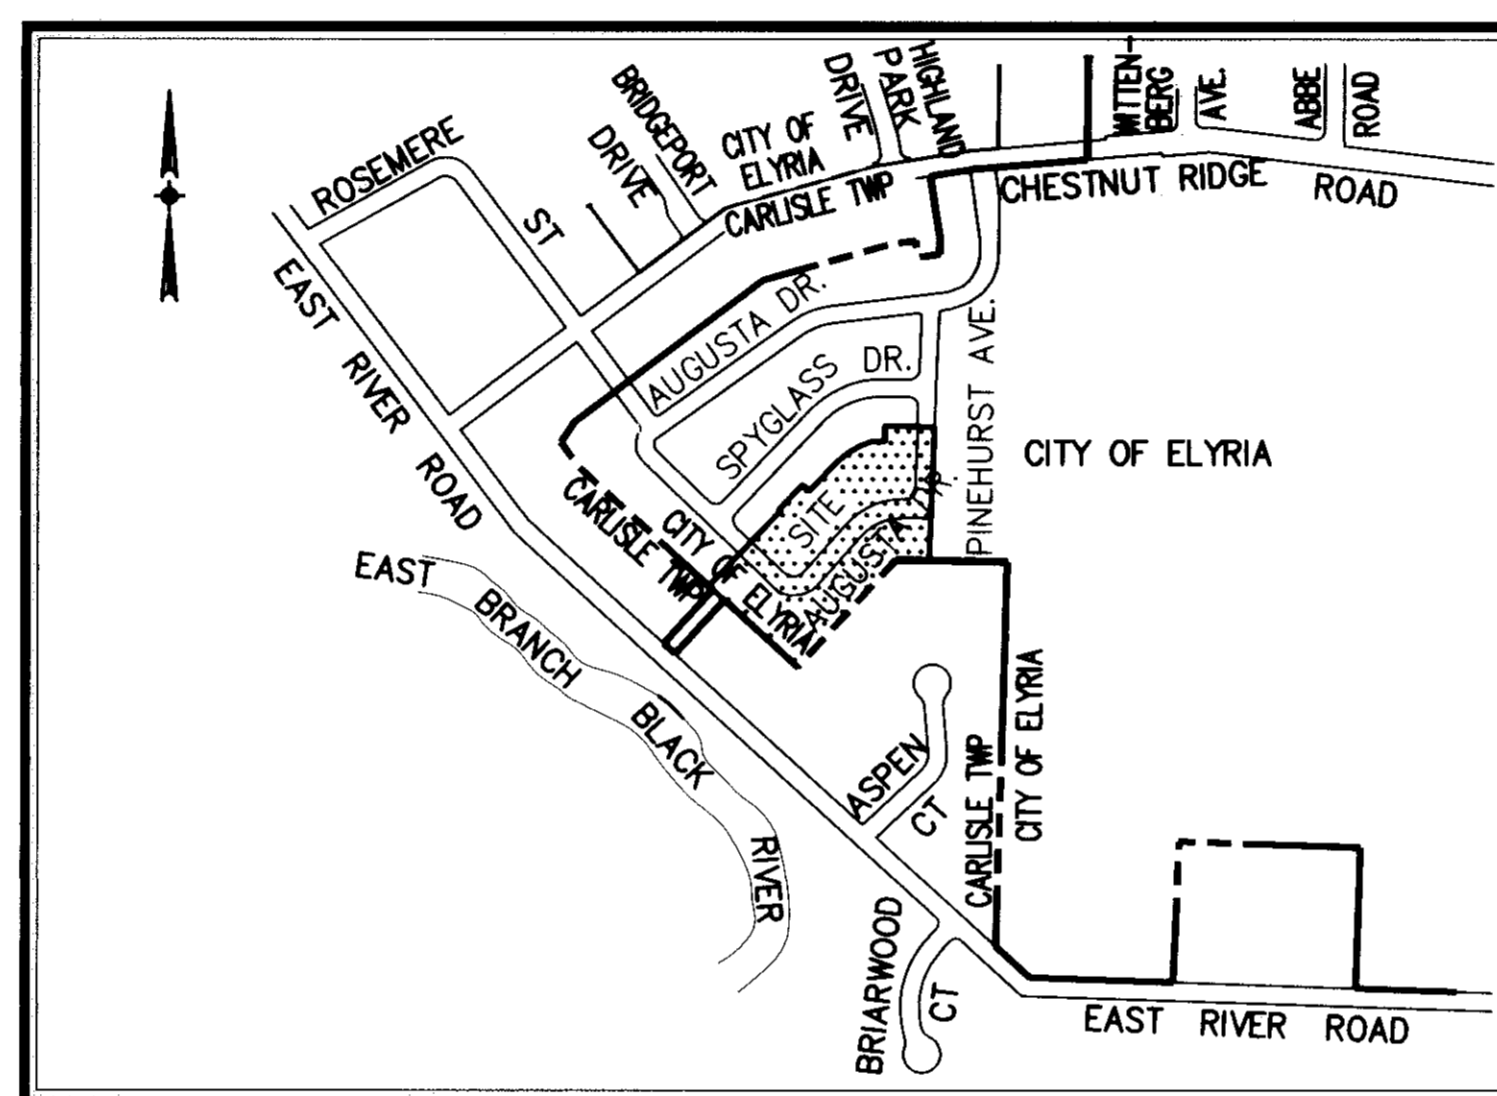 ROSEMERE
ST
BRIDGEPORT
DRIVE
CITY OF
ELYRIA
CARLISLE TWP
HIGHLAND
PARK
DRIVE
WITTEN-
BERG
AVE.
ABBE
ROAD
CHESTNUT RIDGE ROAD
EAST RIVER ROAD
AUGUSTA DR.
SPYGLASS DR.
PINEHURST AVE.
CITY OF ELYRIA
SITE
AUGUSTA DR.
CITY OF ELYRIA
CARLISLE TWP
EAST BRANCH BLACK RIVER
ASPEN
CT
CARLISLE TWP
CITY OF ELYRIA
BRIARWOOD
CT
EAST RIVER ROAD